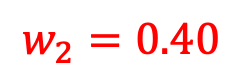 w₂ = 0.40